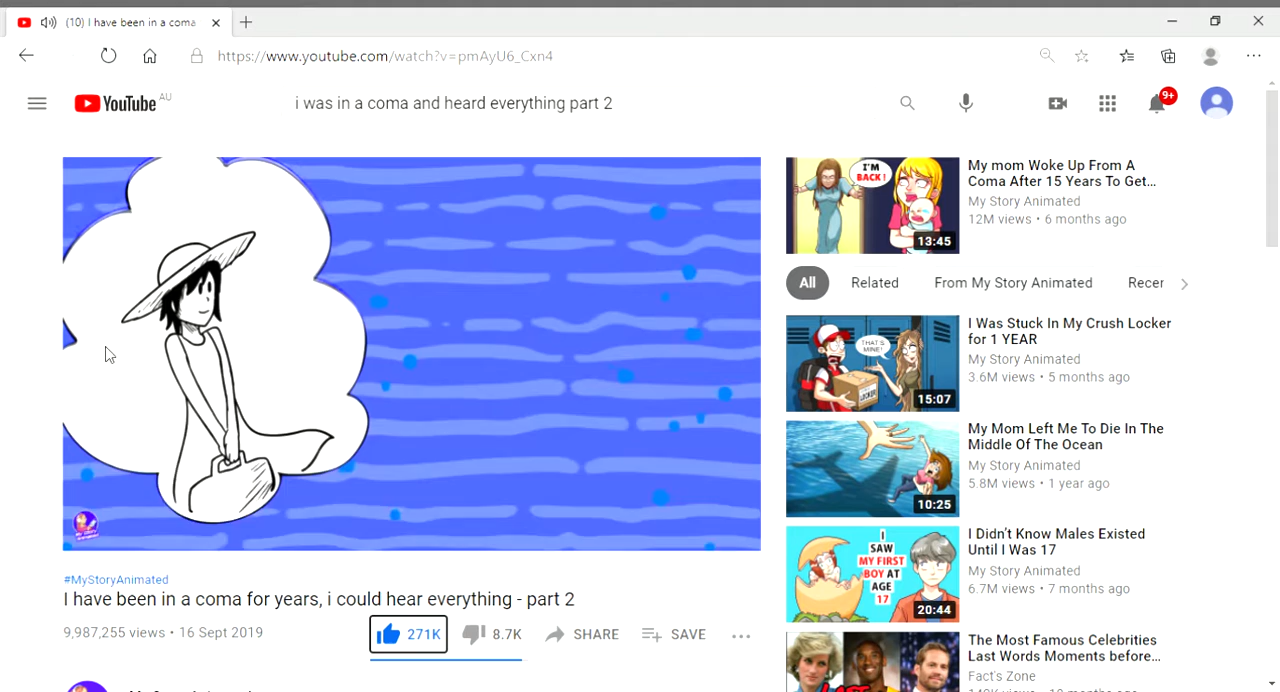 (10) I have been in a coma
https://www.youtube.com/watch?v=pmAyU6_Cxn4
YouTube AU
i was in a coma and heard everything part 2
9+
I'M BACK!
13:45
My mom Woke Up From A
Coma After 15 Years To Get...
My Story Animated
12M views • 6 months ago
All
Related
From My Story Animated
Recer
THAT'S MINE!
LOCKER
15:07
I Was Stuck In My Crush Locker
for 1 YEAR
My Story Animated
3.6M views • 5 months ago
10:25
My Mom Left Me To Die In The
Middle Of The Ocean
My Story Animated
5.8M views • 1 year ago
I
SAW
MY FIRST
BOY AT
AGE
17
20:44
I Didn't Know Males Existed
Until I Was 17
My Story Animated
6.7M views • 7 months ago
The Most Famous Celebrities
Last Words Moments before...
Fact's Zone
#MyStoryAnimated
I have been in a coma for years, i could hear everything - part 2
9,987,255 views • 16 Sept 2019
271K
8.7K
SHARE
SAVE